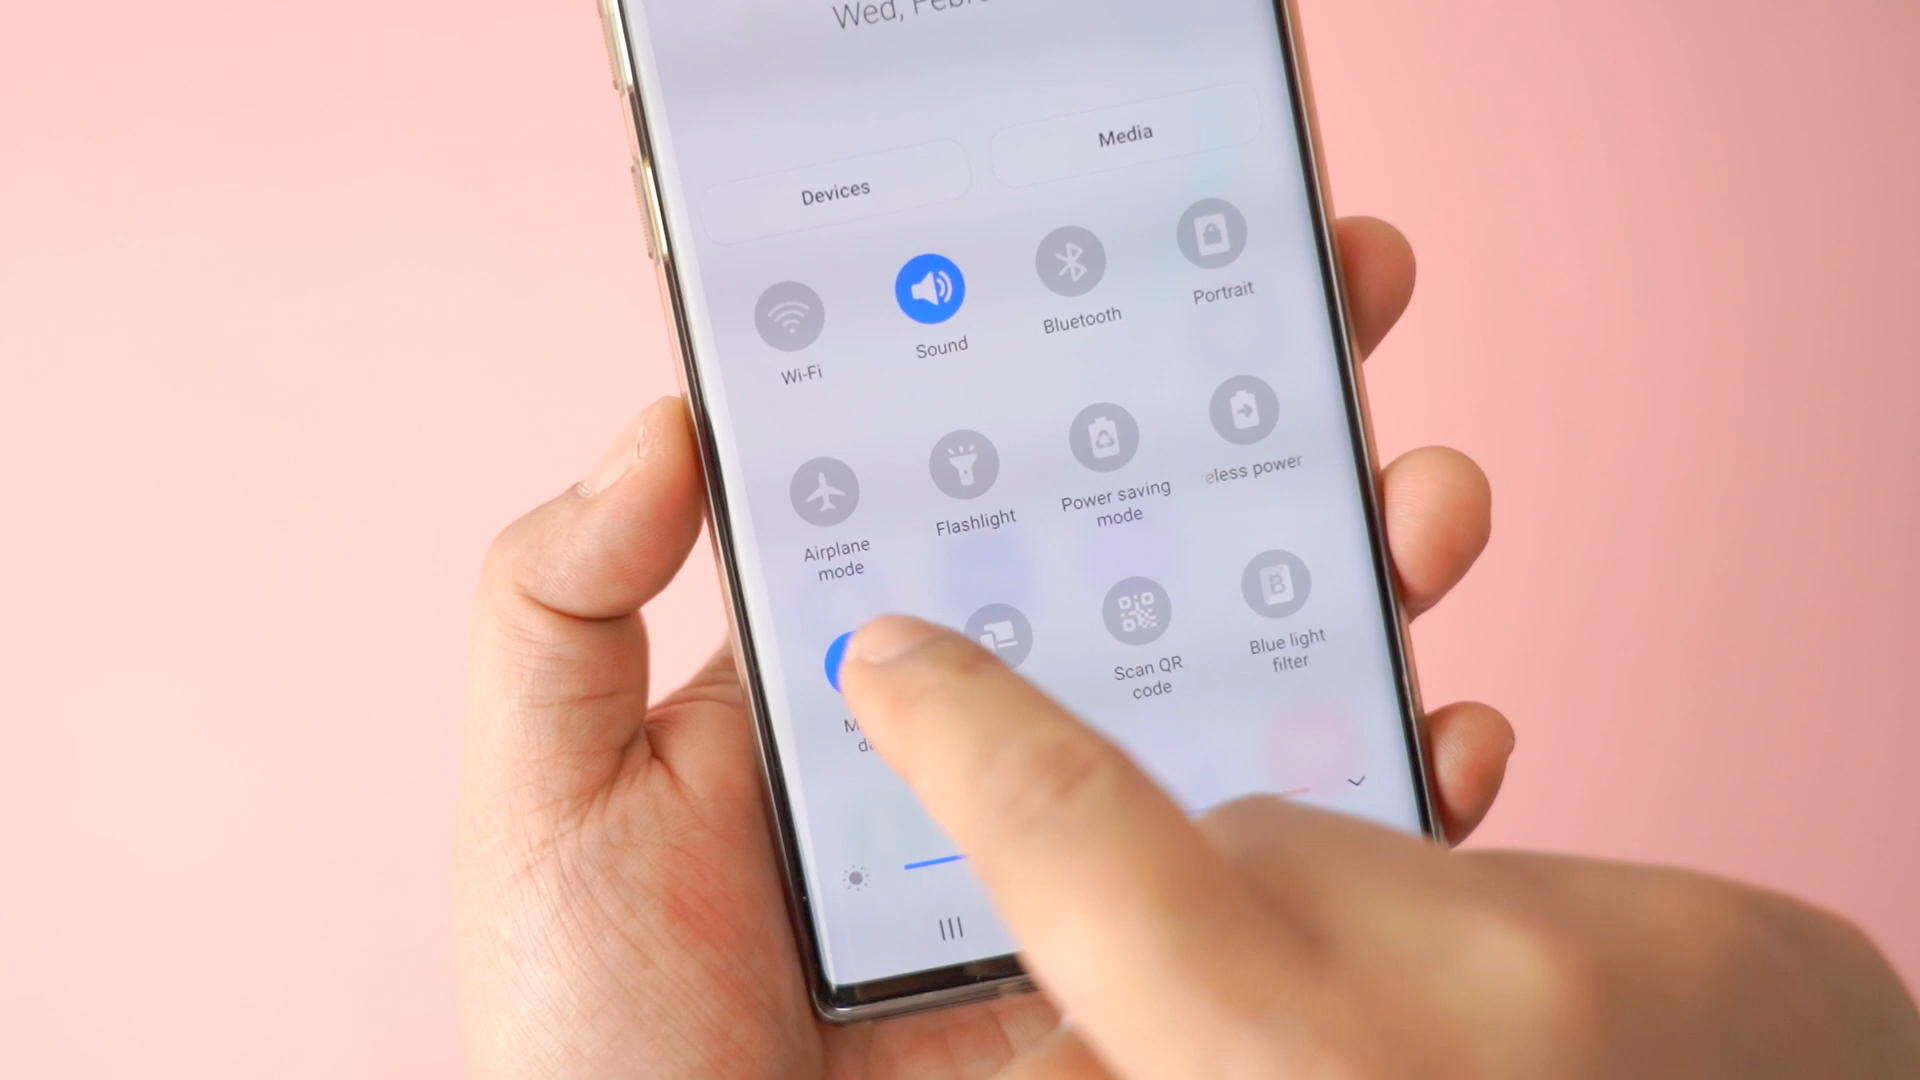 Wed,
Devices
Media
Wi-Fi
Sound
Bluetooth
Portrait
Airplane
mode
Flashlight
Power saving
mode
eless power
Scan QR
code
Blue light
filter
B